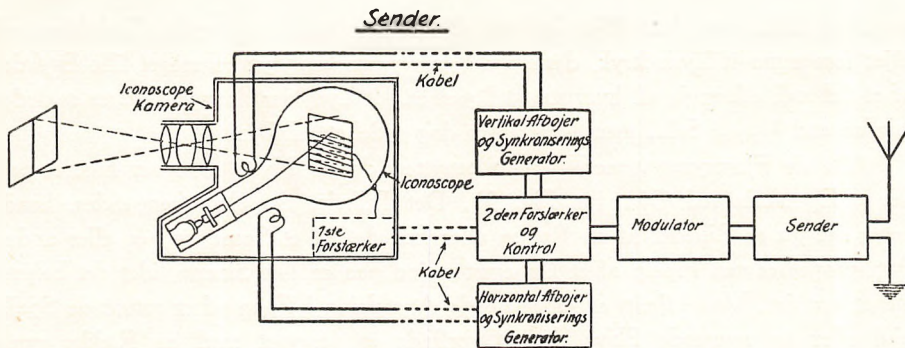 Sender.
Iconoscope
Kamera
Kabel
Vertikal Afbøjer
og Synkroniserings
Generator.
Iconoscope
1ste
Forstærker
2den Forstærker
og
Kontrol
Modulator
Sender
Kabel
Horizontal Afbøjer
og Synkroniserings
Generator.